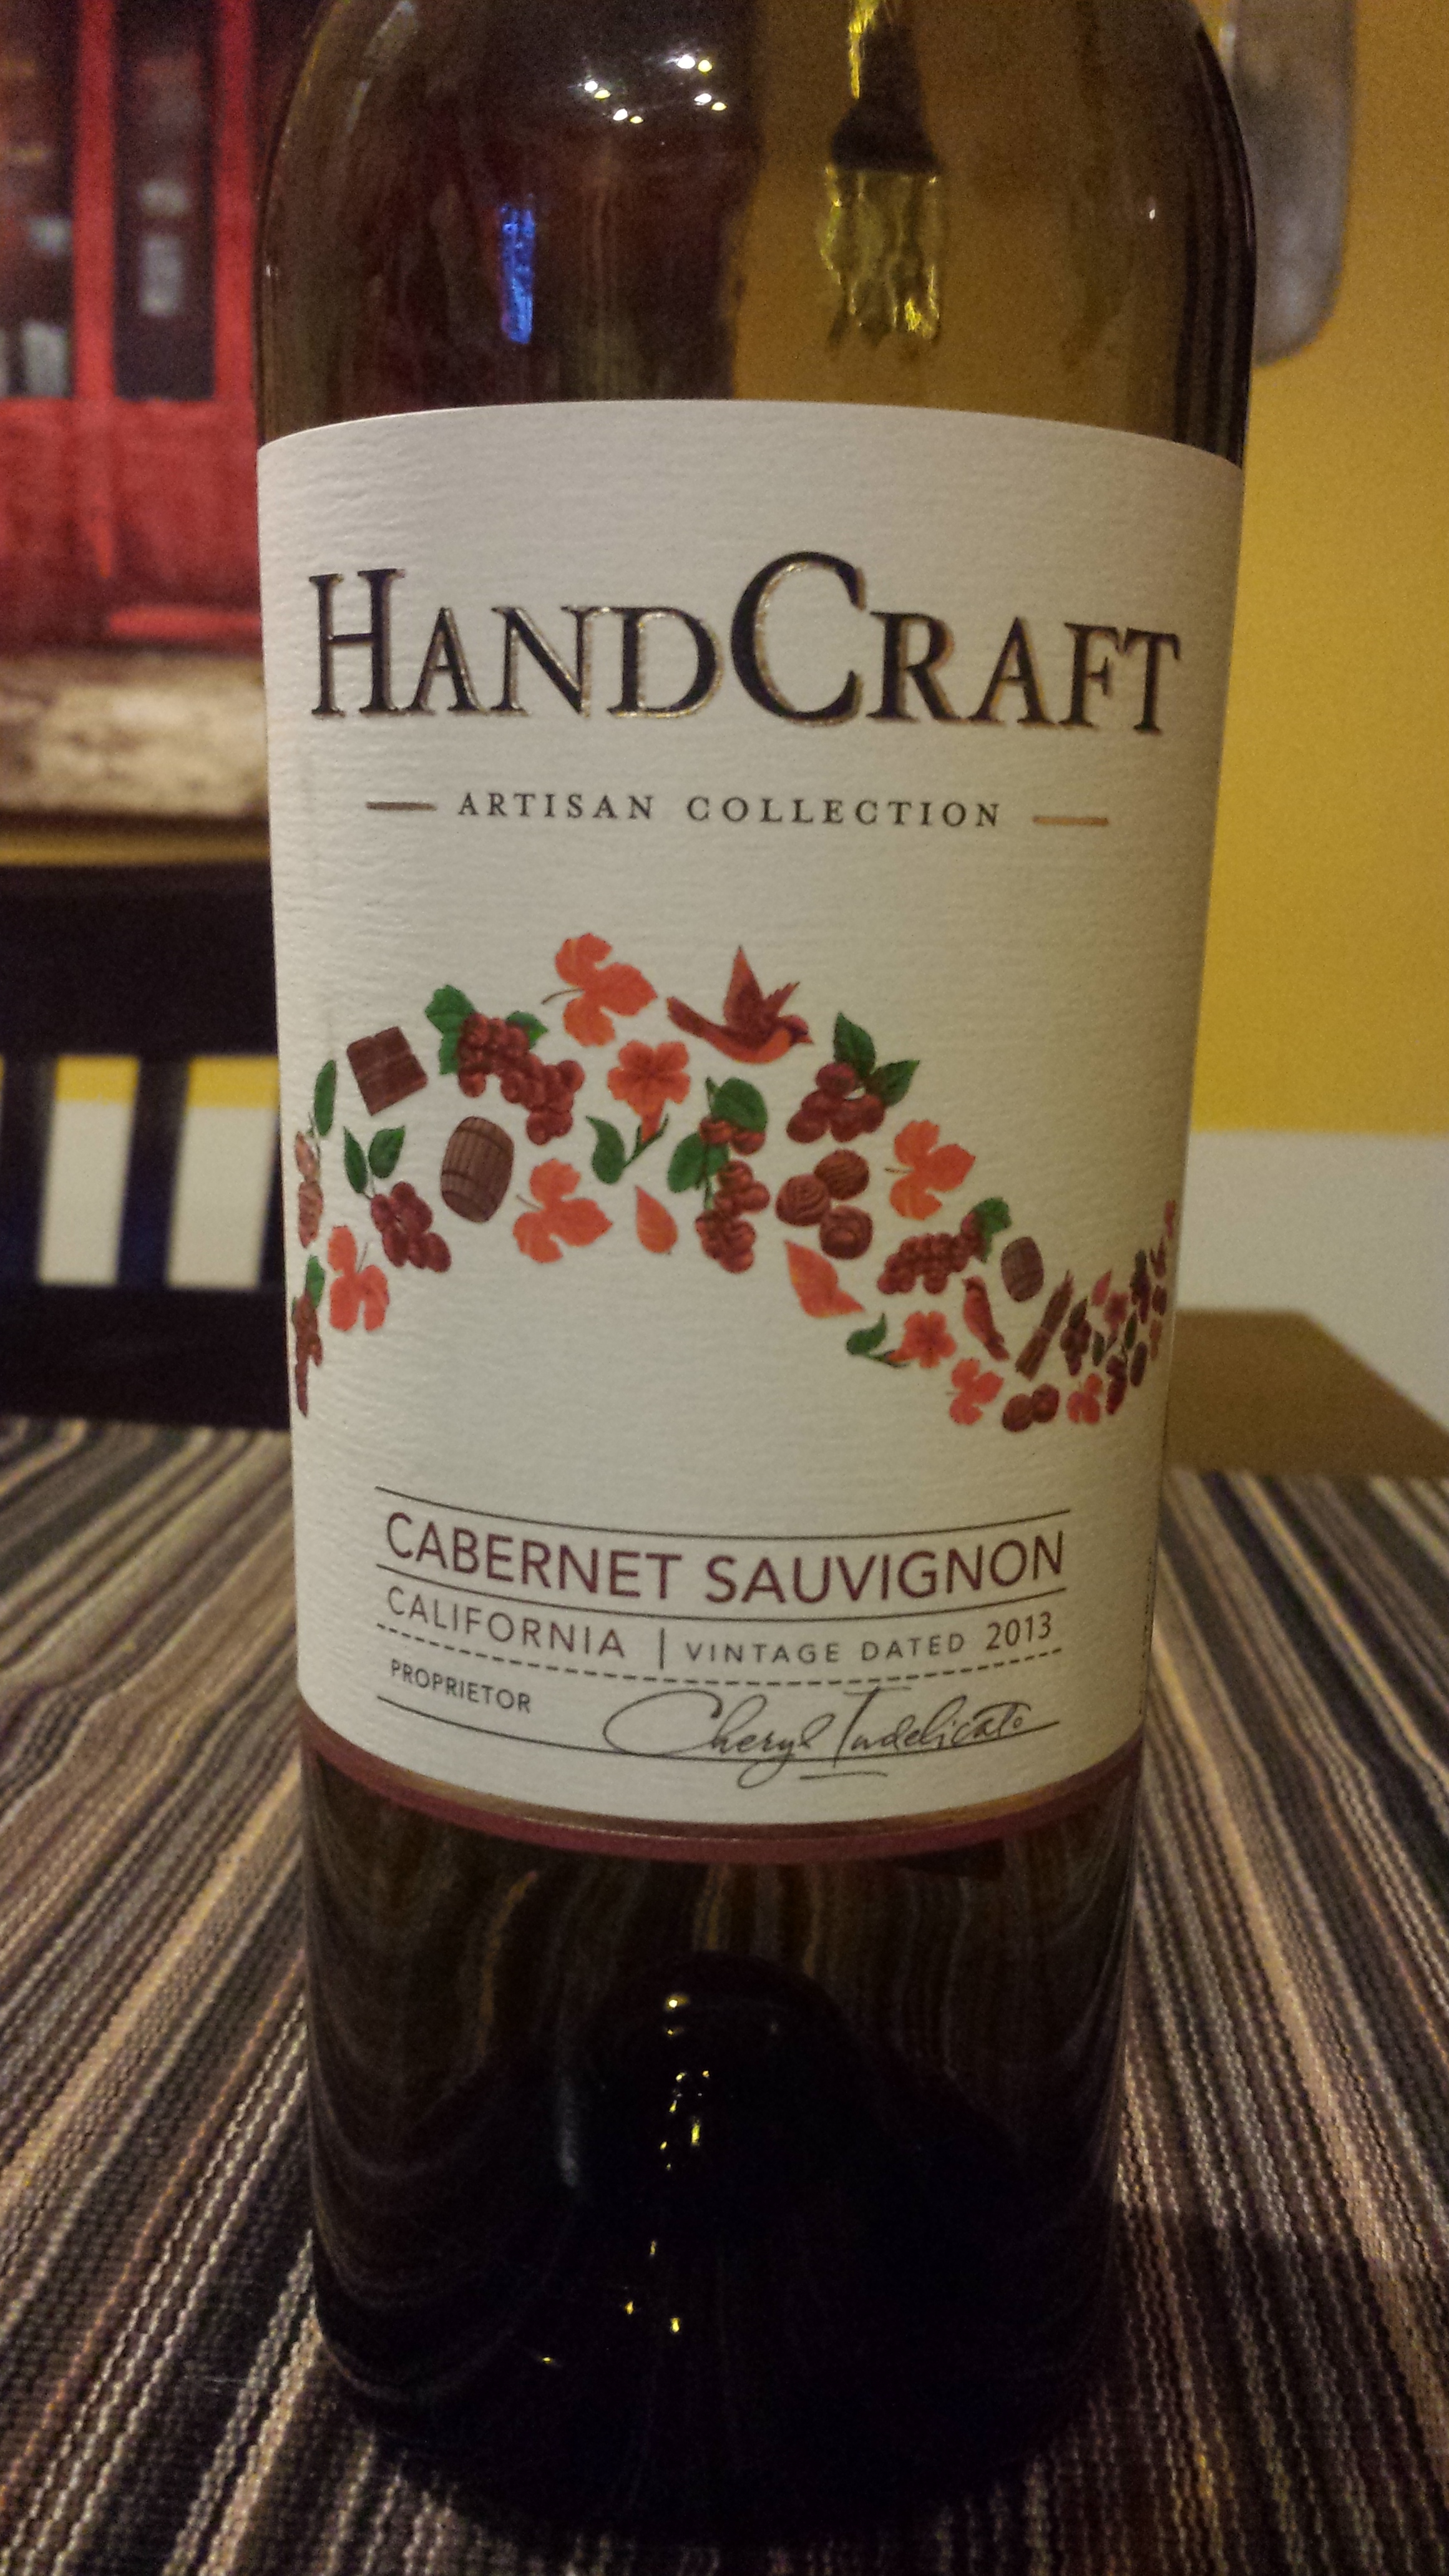 HANDCRAFT
ARTISAN COLLECTION
CABERNET SAUVIGNON
CALIFORNIA | VINTAGE DATED 2013
PROPRIETOR Cheryl Indelicato